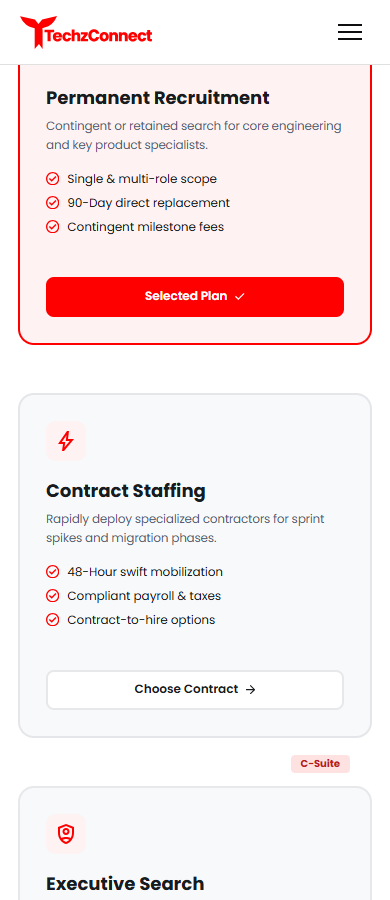 TechzConnect
Permanent Recruitment
Contingent or retained search for core engineering
and key product specialists.
Single & multi-role scope
90-Day direct replacement
Contingent milestone fees
Selected Plan
Contract Staffing
Rapidly deploy specialized contractors for sprint
spikes and migration phases.
48-Hour swift mobilization
Compliant payroll & taxes
Contract-to-hire options
Choose Contract →
C-Suite
Executive Search